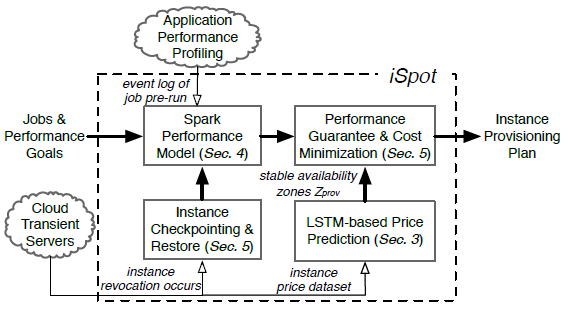 Application
Performance
Profiling
iSpot
event log of
job pre-run
Jobs &
Performance
Goals
Spark
Performance
Model (Sec. 4)
Performance
Guarantee & Cost
Minimization (Sec. 5)
Instance
Provisioning
Plan
stable availability
zones Zprov
Cloud
Transient
Servers
Instance
Checkpointing &
Restore (Sec. 5)
LSTM-based Price
Prediction (Sec. 3)
instance
revocation occurs
instance
price dataset